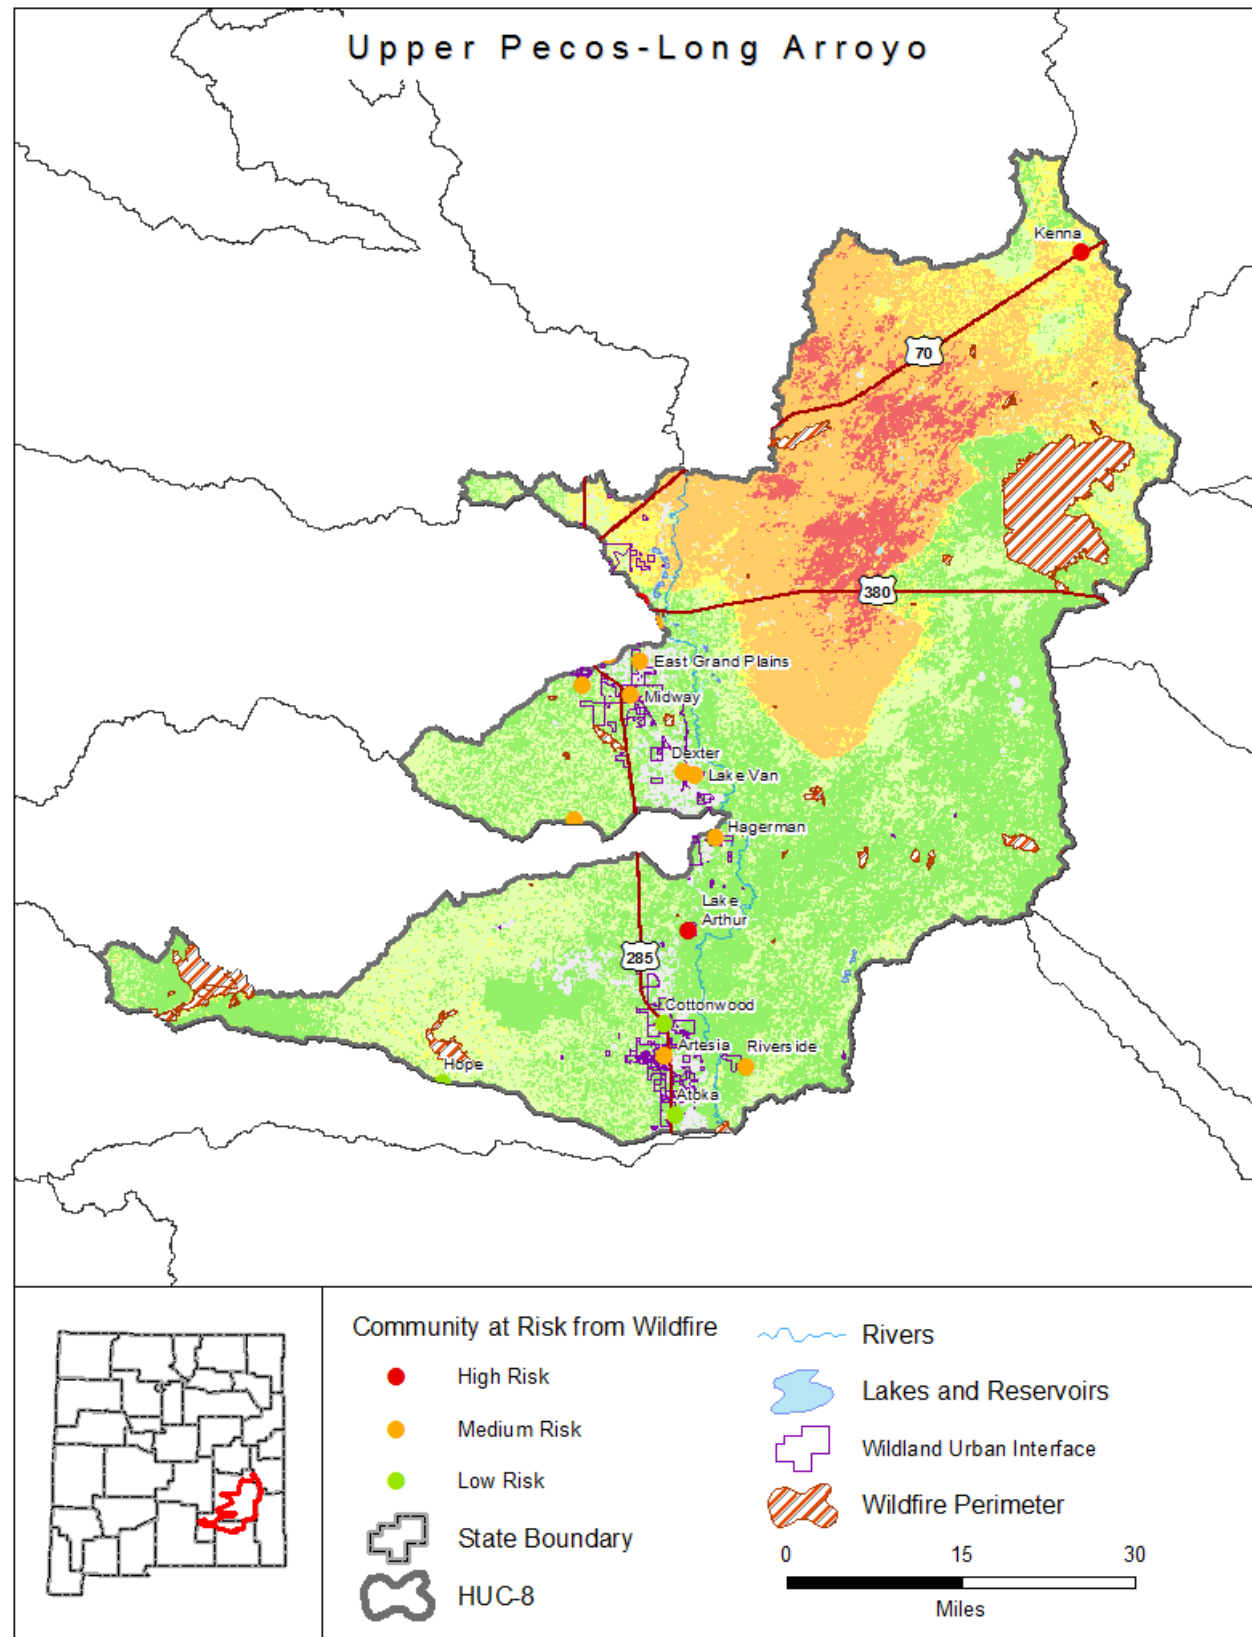 Upper Pecos-Long Arroyo
Kenna
70
380
East Grand Plains
Midway
Dexter
Lake Van
Hagerman
Lake
Arthur
285
Cottonwood
Artesia
Riverside
Hope
Atoka
Community at Risk from Wildfire
High Risk
Medium Risk
Low Risk
State Boundary
HUC-8
Rivers
Lakes and Reservoirs
Wildland Urban Interface
Wildfire Perimeter
0 15 30
Miles